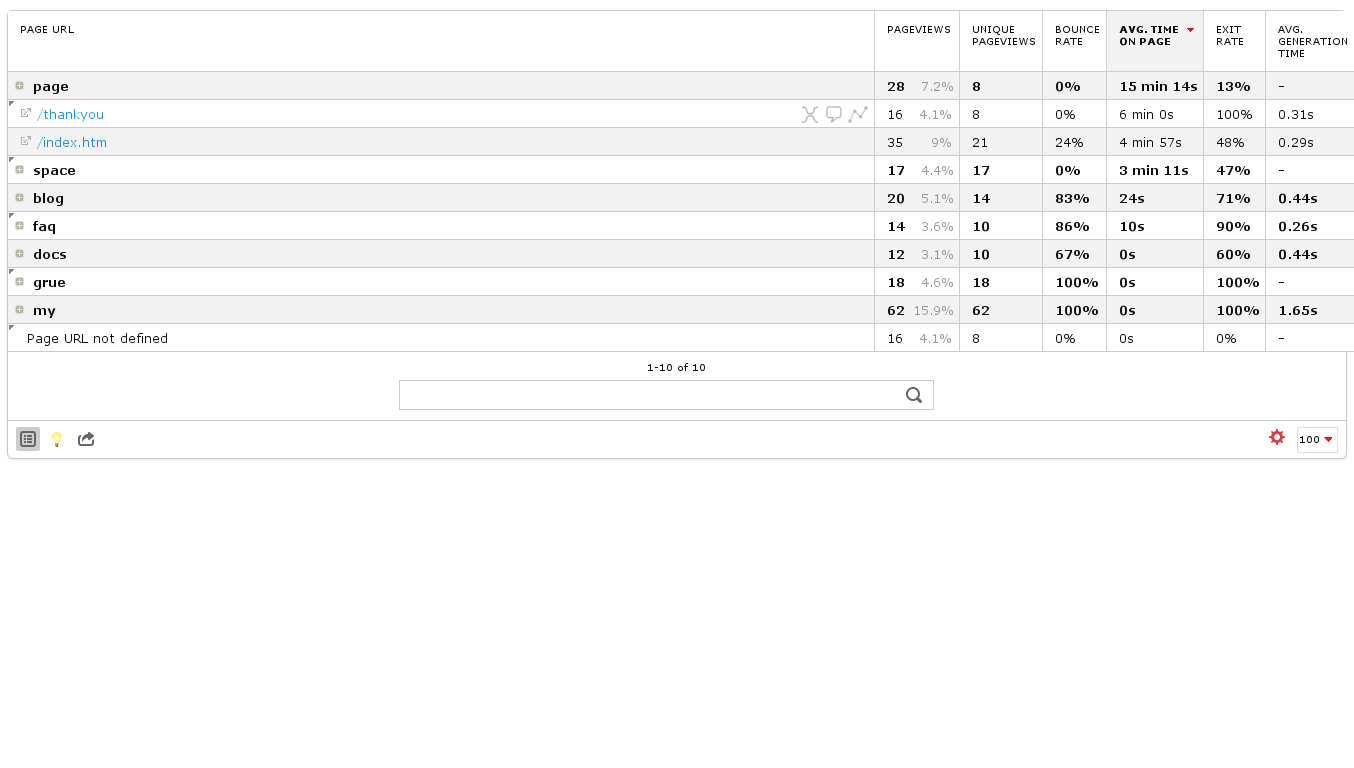 PAGE URL PAGEVIEWS UNIQUE PAGEVIEWS BOUNCE RATE AVG. TIME ON PAGE EXIT RATE AVG. GENERATION TIME
page 28 7.2% 8 0% 15 min 14s 13% -
/thankyou 16 4.1% 8 0% 6 min 0s 100% 0.31s
/index.htm 35 9% 21 24% 4 min 57s 48% 0.29s
space 17 4.4% 17 0% 3 min 11s 47% -
blog 20 5.1% 14 83% 24s 71% 0.44s
faq 14 3.6% 10 86% 10s 90% 0.26s
docs 12 3.1% 10 67% 0s 60% 0.44s
grue 18 4.6% 18 100% 0s 100% -
my 62 15.9% 62 100% 0s 100% 1.65s
Page URL not defined 16 4.1% 8 0% 0s 0% -
1-10 of 10
100